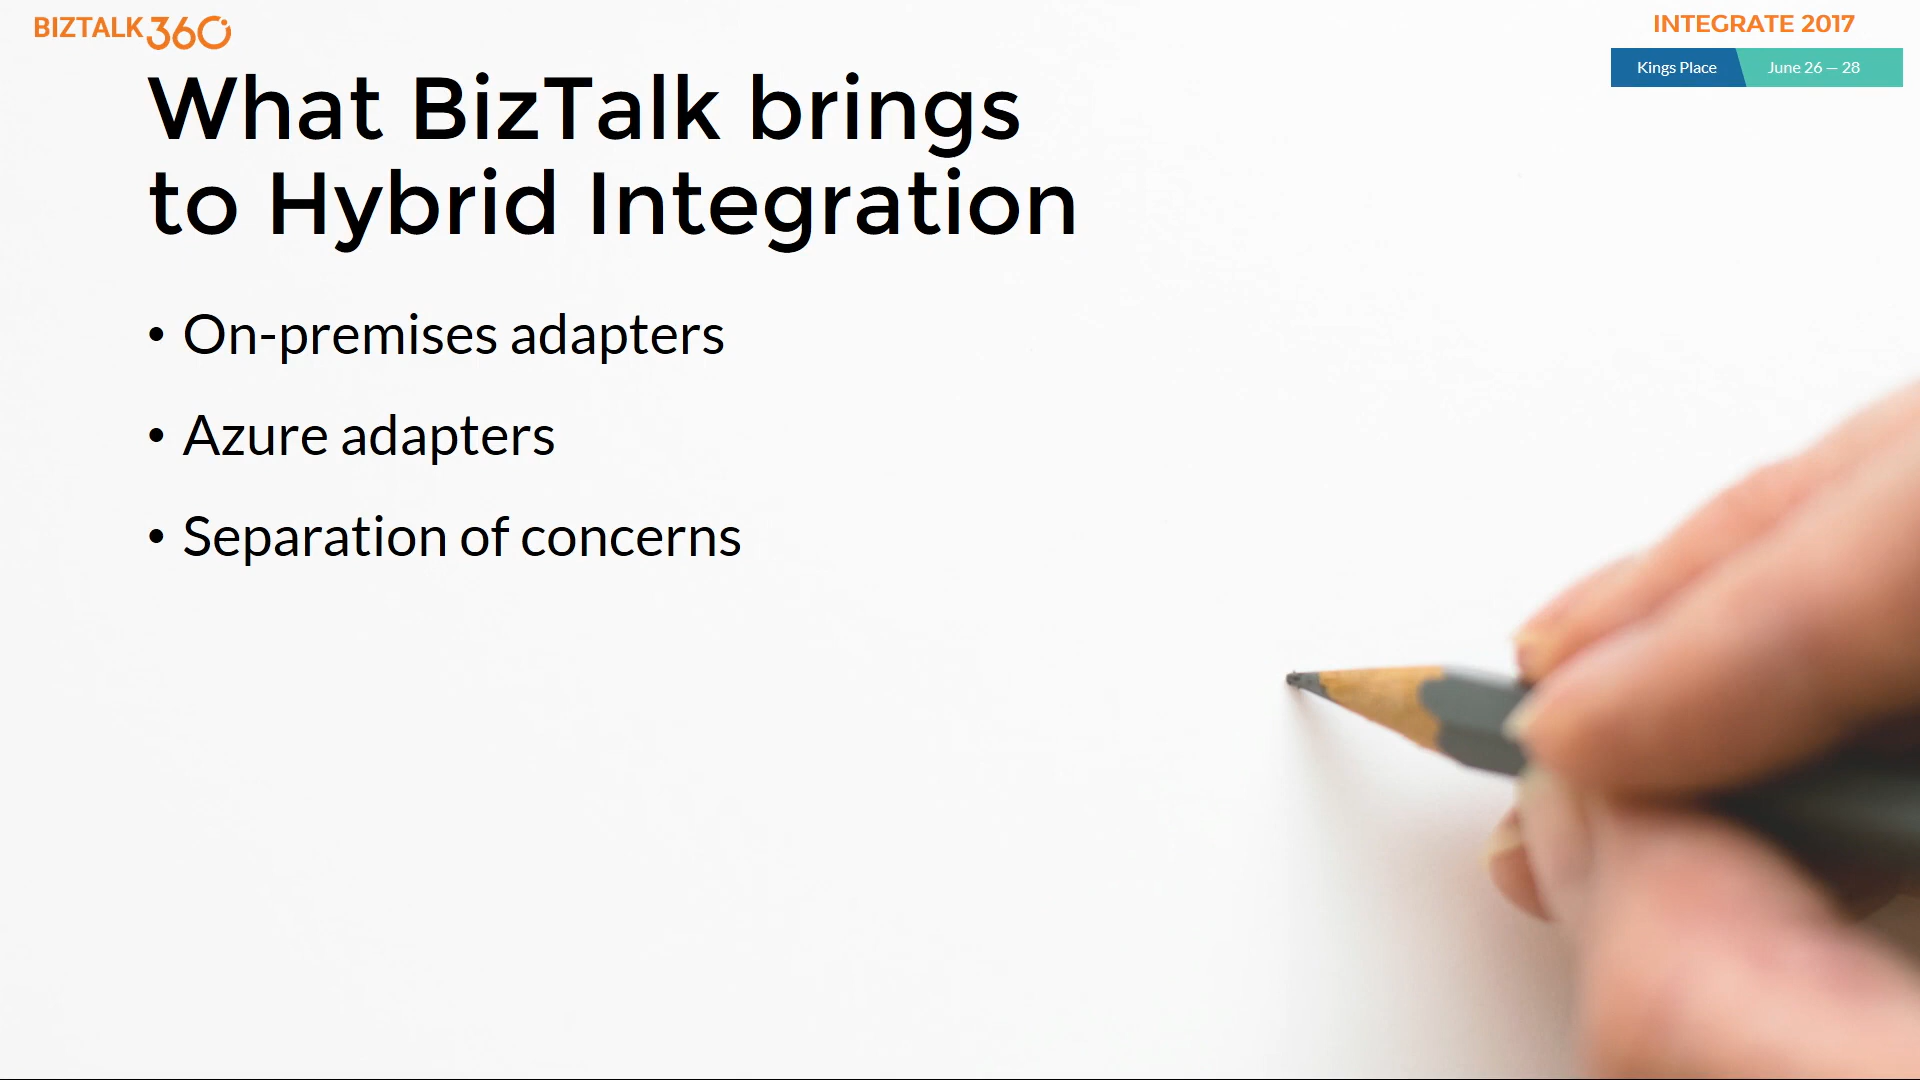 BIZTALK360
INTEGRATE 2017
Kings Place
June 26 — 28
What BizTalk brings
to Hybrid Integration
• On-premises adapters
• Azure adapters
• Separation of concerns